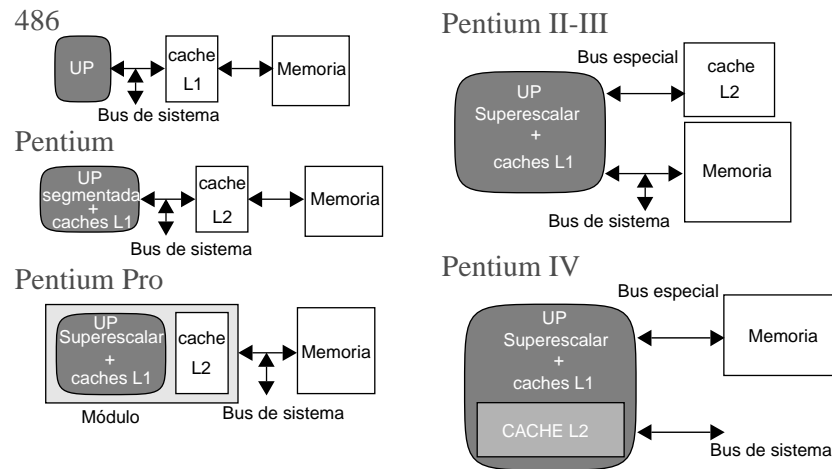 486
UP
cache
L1
Memoria
Bus de sistema
Pentium
UP
segmentada
+
caches L1
cache
L2
Memoria
Bus de sistema
Pentium Pro
UP
Superescalar
+
caches L1
cache
L2
Memoria
Módulo
Bus de sistema
Pentium II-III
Bus especial
cache
L2
UP
Superescalar
+
caches L1
Memoria
Bus de sistema
Pentium IV
Bus especial
UP
Superescalar
+
caches L1
Memoria
CACHE L2
Bus de sistema